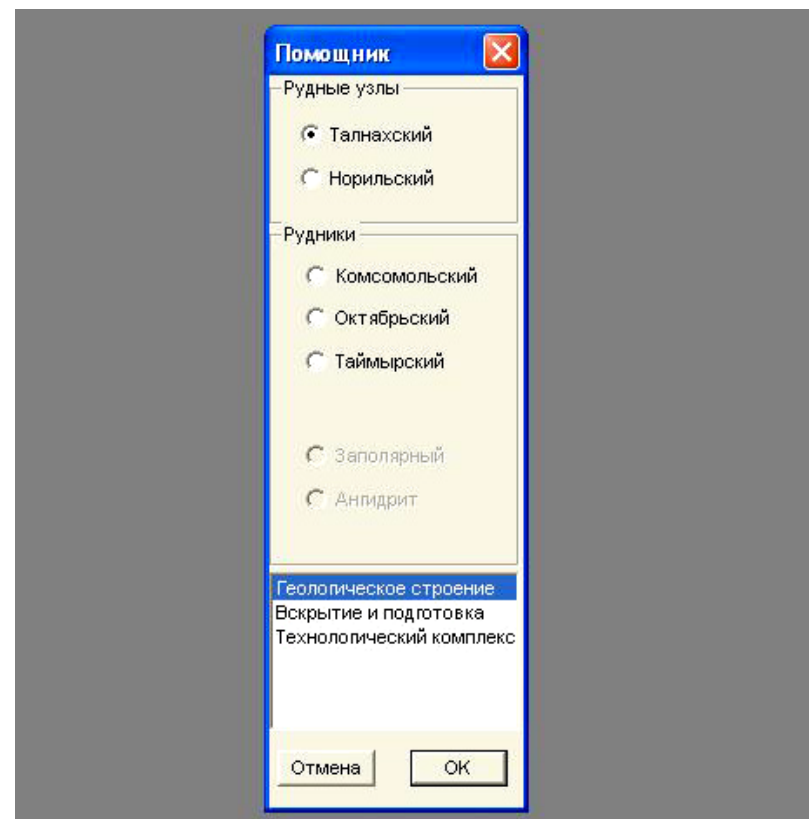 Помощник
Рудные узлы
Талнахский
Норильский
Рудники
Комсомольский
Октябрьский
Таймырский
Заполярный
Ангидрит
Геологическое строение
Вскрытие и подготовка
Технологический комплекс
Отмена
OK